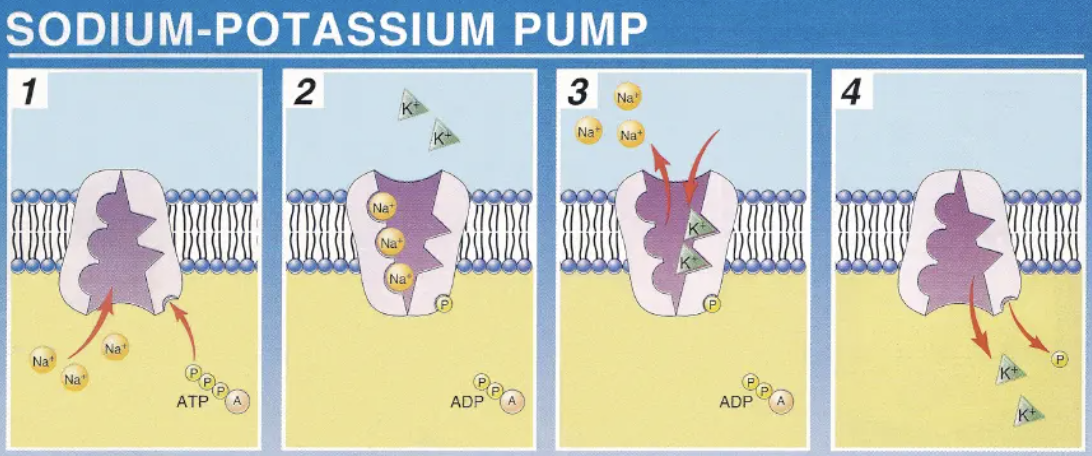 SODIUM-POTASSIUM PUMP
1
Na⁺
Na⁺
Na⁺
P
P
P
ATP A
2
K⁺
K⁺
Na⁺
Na⁺
Na⁺
P
P
P
ADP A
3
Na⁺
Na⁺
Na⁺
K⁺
K⁺
P
P
P
ADP A
4
P
K⁺
K⁺